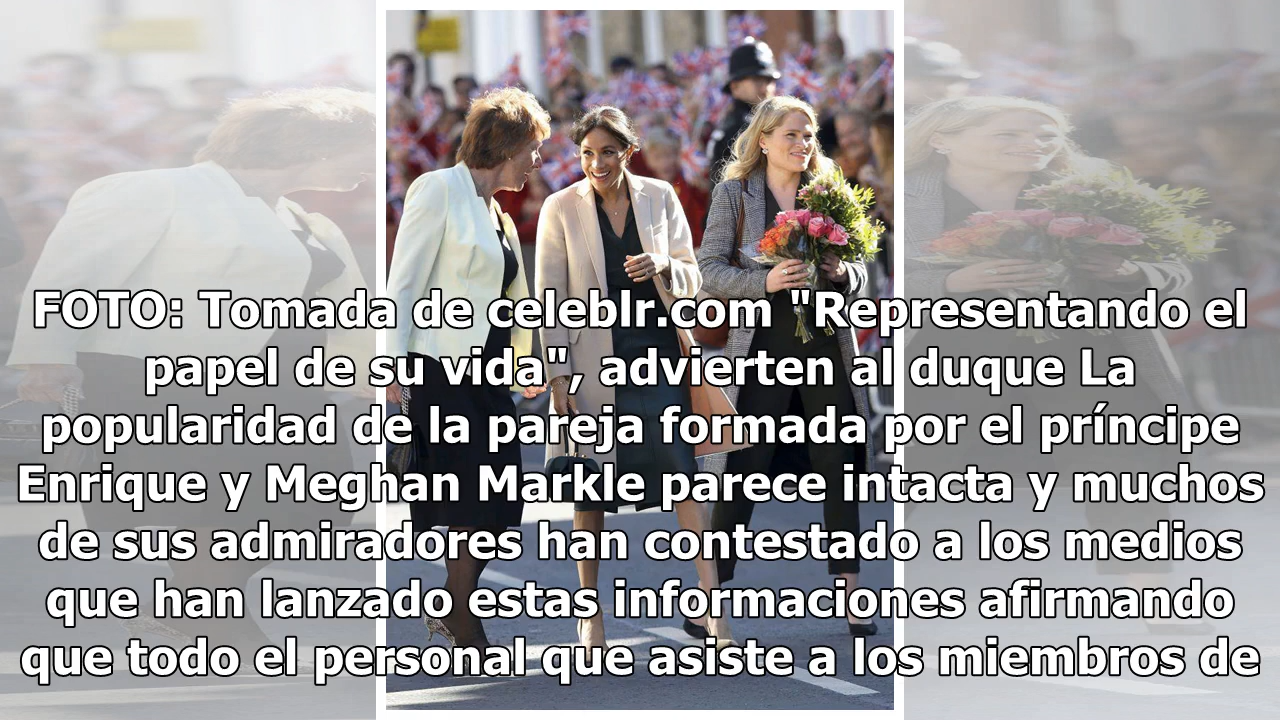 FOTO: Tomada de celeblr.com "Representando el
papel de su vida", advierten al duque La
popularidad de la pareja formada por el príncipe
Enrique y Meghan Markle parece intacta y muchos
de sus admiradores han contestado a los medios
que han lanzado estas informaciones afirmando
que todo el personal que asiste a los miembros de